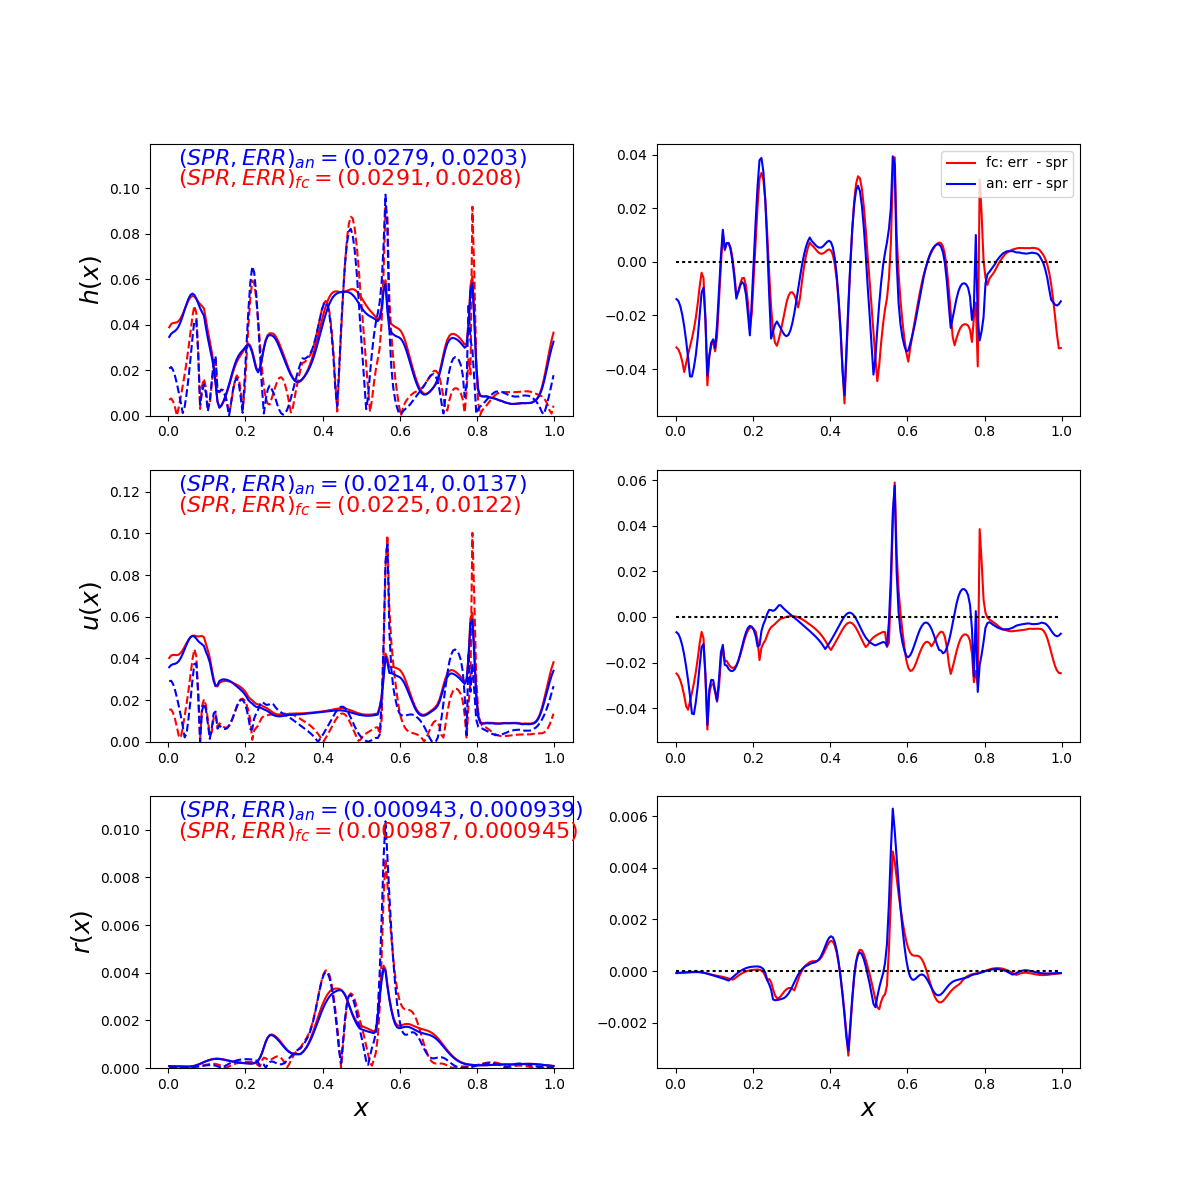 (SPR, ERR)an = (0.0279, 0.0203)
(SPR, ERR)fc = (0.0291, 0.0208)
h(x)
0.10
0.08
0.06
0.04
0.02
0.00
0.0 0.2 0.4 0.6 0.8 1.0
fc: err - spr
an: err - spr
0.04
0.02
0.00
−0.02
−0.04
0.0 0.2 0.4 0.6 0.8 1.0
(SPR, ERR)an = (0.0214, 0.0137)
(SPR, ERR)fc = (0.0225, 0.0122)
u(x)
0.12
0.10
0.08
0.06
0.04
0.02
0.00
0.0 0.2 0.4 0.6 0.8 1.0
0.06
0.04
0.02
0.00
−0.02
−0.04
0.0 0.2 0.4 0.6 0.8 1.0
(SPR, ERR)an = (0.000943, 0.000939)
(SPR, ERR)fc = (0.000987, 0.000945)
r(x)
0.010
0.008
0.006
0.004
0.002
0.000
0.0 0.2 0.4 0.6 0.8 1.0
x
0.006
0.004
0.002
0.000
−0.002
0.0 0.2 0.4 0.6 0.8 1.0
x